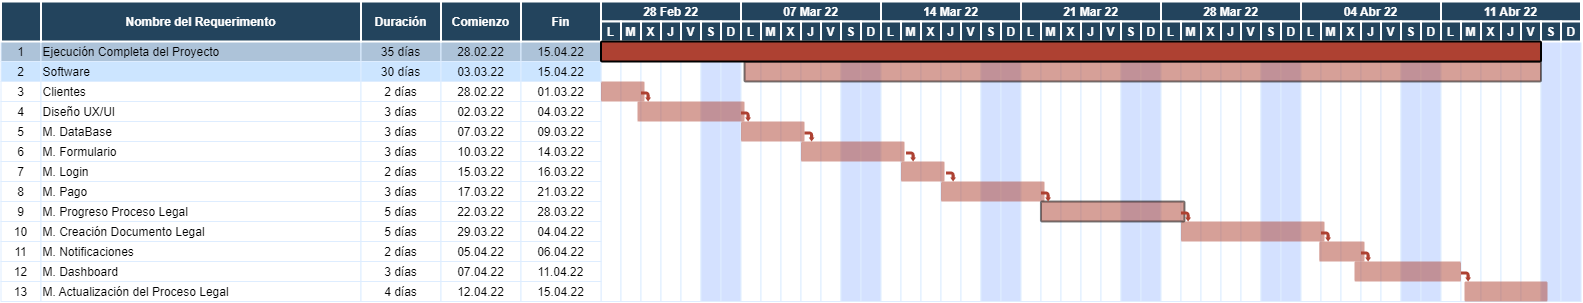 Nombre del Requerimiento Duración Comienzo Fin 28 Feb 22 07 Mar 22 14 Mar 22 21 Mar 22 28 Mar 22 04 Abr 22 11 Abr 22
L M X J V S D L M X J V S D L M X J V S D L M X J V S D L M X J V S D L M X J V S D L M X J V S D
1 Ejecución Completa del Proyecto 35 días 28.02.22 15.04.22
2 Software 30 días 03.03.22 15.04.22
3 Clientes 2 días 28.02.22 01.03.22
4 Diseño UX/UI 3 días 02.03.22 04.03.22
5 M. DataBase 3 días 07.03.22 09.03.22
6 M. Formulario 3 días 10.03.22 14.03.22
7 M. Login 2 días 15.03.22 16.03.22
8 M. Pago 3 días 17.03.22 21.03.22
9 M. Progreso Proceso Legal 5 días 22.03.22 28.03.22
10 M. Creación Documento Legal 5 días 29.03.22 04.04.22
11 M. Notificaciones 2 días 05.04.22 06.04.22
12 M. Dashboard 3 días 07.04.22 11.04.22
13 M. Actualización del Proceso Legal 4 días 12.04.22 15.04.22